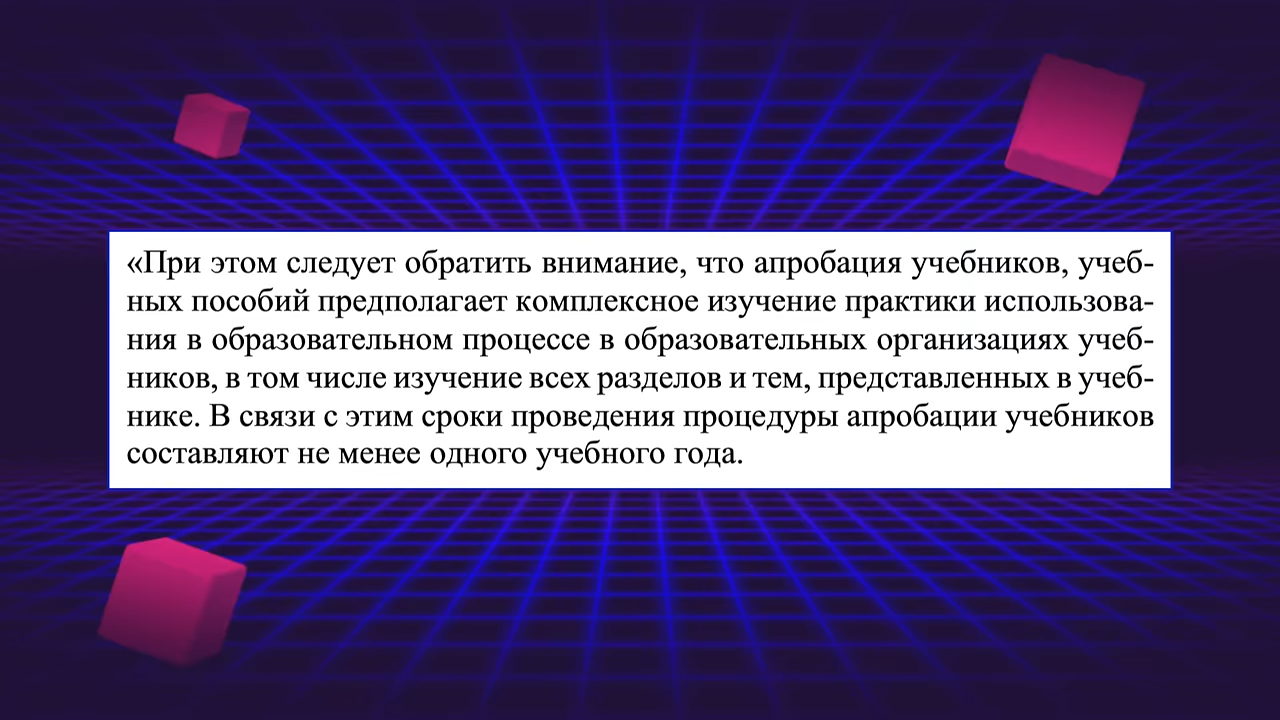 «При этом следует обратить внимание, что апробация учебников, учеб-
ных пособий предполагает комплексное изучение практики использова-
ния в образовательном процессе в образовательных организациях учеб-
ников, в том числе изучение всех разделов и тем, представленных в учеб-
нике. В связи с этим сроки проведения процедуры апробации учебников
составляют не менее одного учебного года.